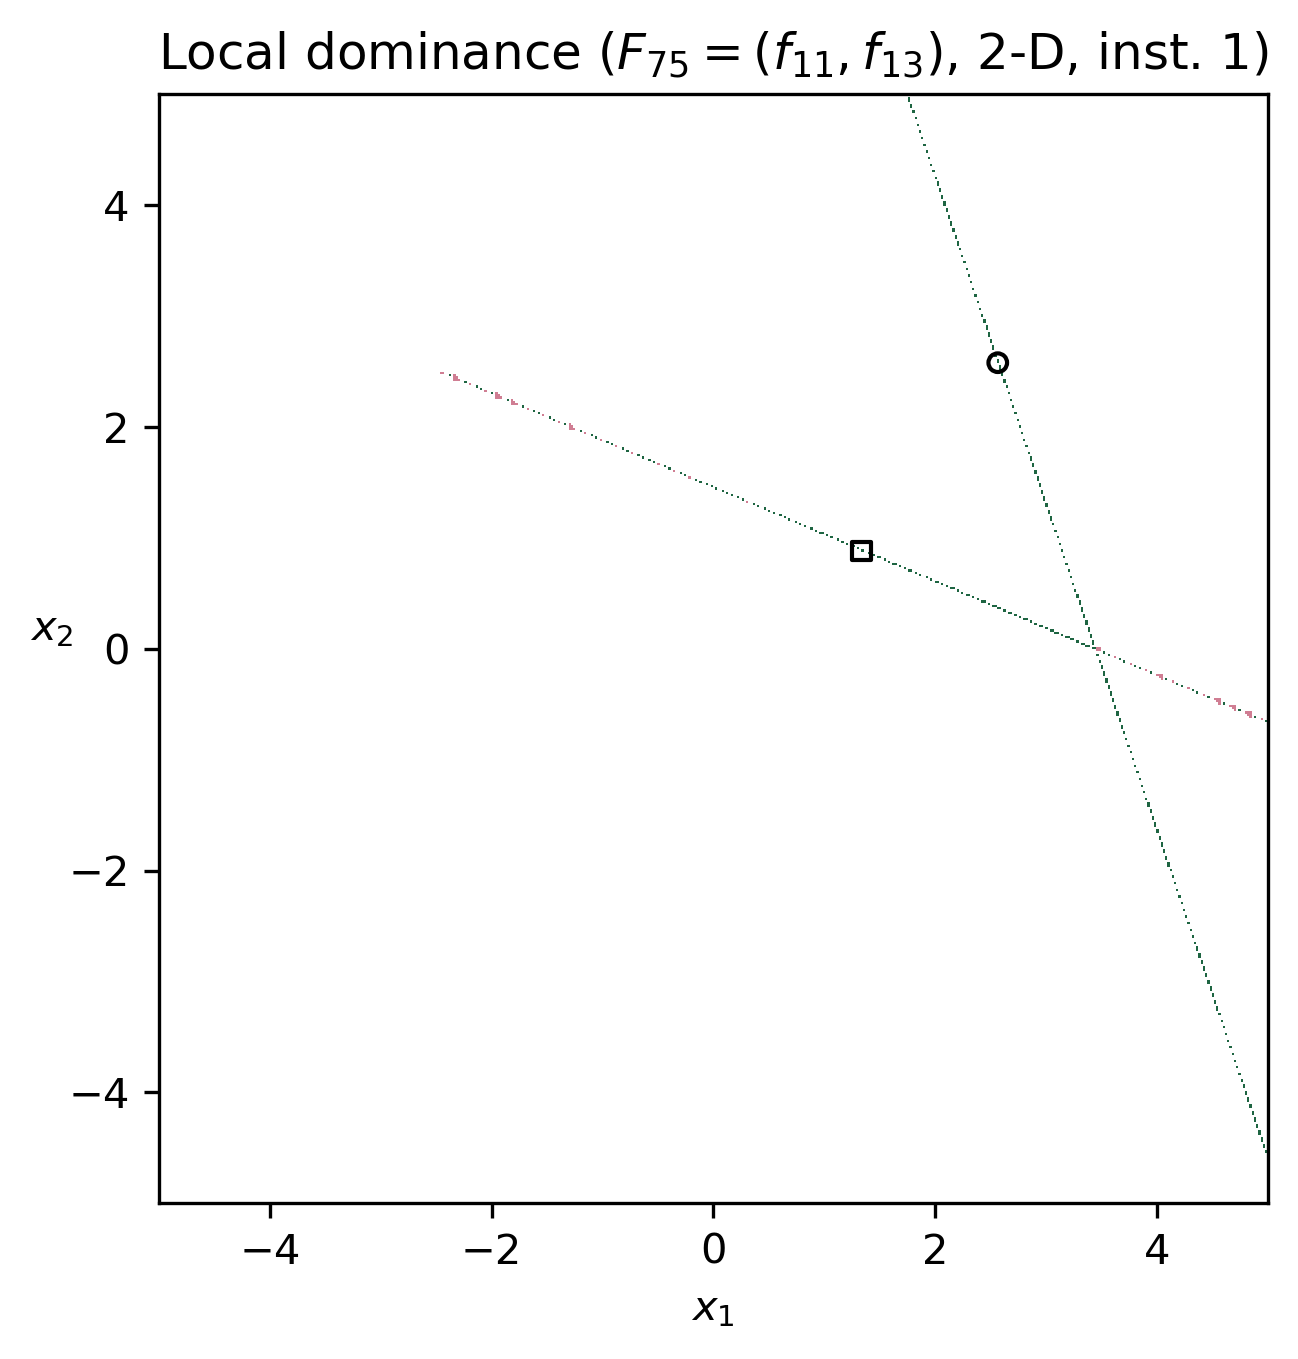 Local dominance (F₇₅ = (f₁₁, f₁₃), 2-D, inst. 1)
4
2
x₂ 0
−2
−4
−4 −2 0 2 4
x₁